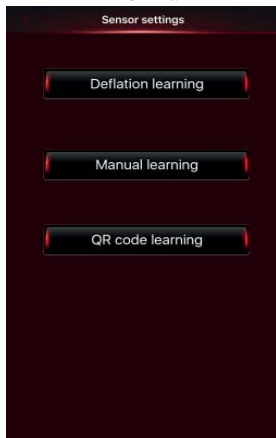 Sensor settings
Deflation learning
Manual learning
QR code learning